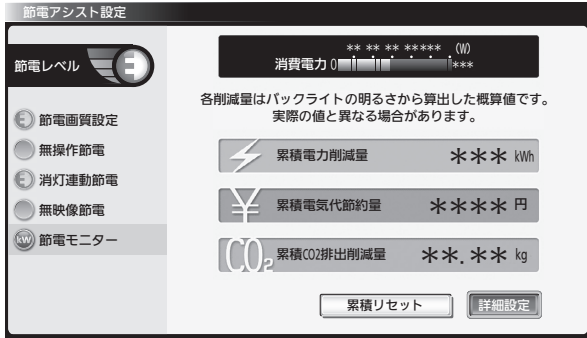 節電アシスト設定
節電レベル
節電画質設定
無操作節電
消灯連動節電
無映像節電
kW 節電モニター
** ** ** ***** (W)
消費電力 0 ***
各削減量はバックライトの明るさから算出した概算値です。
実際の値と異なる場合があります。
累積電力削減量 *** kWh
¥ 累積電気代節約量 **** 円
CO2 累積CO2排出削減量 **.** kg
累積リセット 詳細設定